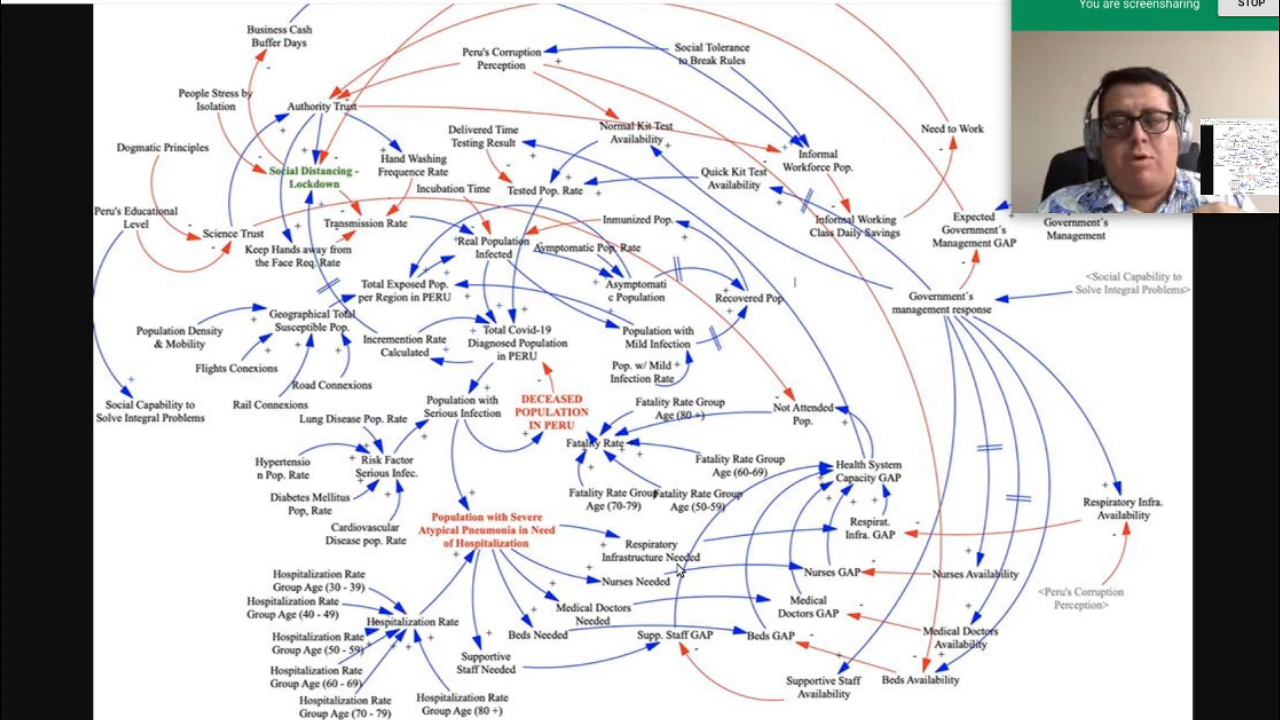 You are screensharing
STOP
Business Cash
Buffer Days
Peru's Corruption
Perception
Social Tolerance
to Break Rules
People Stress by
Isolation
Authority Trust
Delivered Time
Testing Result
Normal Kit Test
Availability
Need to Work
Dogmatic Principles
Social Distancing -
Lockdown
Hand Washing
Frequence Rate
Informal
Workforce Pop.
Incubation Time
Tested Pop. Rate
Quick Kit Test
Availability
Peru's Educational
Level
Science Trust
Transmission Rate
Inmunized Pop.
Informal Working
Class Daily Savings
Expected
Government´s
Management GAP
Government´s
Management
Keep Hands away from
the Face Req. Rate
Real Population
Infected
Aymptomatic Pop. Rate
Total Exposed Pop.
per Region in PERU
Asymptomati
c Population
Recovered Pop.
Government´s
management response
<Social Capability to
Solve Integral Problems>
Geographical Total
Susceptible Pop.
Population Density
& Mobility
Incremention Rate
Calculated
Total Covid-19
Diagnosed Population
in PERU
Population with
Mild Infection
Flights Conexions
Road Connexions
Pop. w/ Mild
Infection Rate
Rail Connexions
Social Capability to
Solve Integral Problems
Lung Disease Pop. Rate
Population with
Serious Infection
DECEASED
POPULATION
IN PERU
Fatality Rate Group
Age (80 +)
Not Attended
Pop.
Fatality Rate
Hypertensio
n Pop. Rate
Risk Factor
Serious Infec.
Fatality Rate Group
Age (60-69)
Health System
Capacity GAP
Diabetes Mellitus
Pop, Rate
Fatality Rate Group
Age (70-79)
Fatality Rate Group
Age (50-59)
Cardiovascular
Disease pop. Rate
Population with Severe
Atypical Pneumonia in Need
of Hospitalization
Respirat.
Infra. GAP
Respiratory Infra.
Availability
Respiratory
Infrastructure Needed
Hospitalization Rate
Group Age (30 - 39)
Nurses Needed
Nurses GAP
Nurses Availability
<Peru's Corruption
Perception>
Hospitalization Rate
Group Age (40 - 49)
Hospitalization Rate
Medical Doctors
Needed
Medical
Doctors GAP
Hospitalization Rate
Group Age (50 - 59)
Beds Needed
Supp. Staff GAP
Beds GAP
Medical Doctors
Availability
Hospitalization Rate
Group Age (60 - 69)
Supportive
Staff Needed
Supportive Staff
Availability
Beds Availability
Hospitalization Rate
Group Age (70 - 79)
Hospitalization Rate
Group Age (80 +)